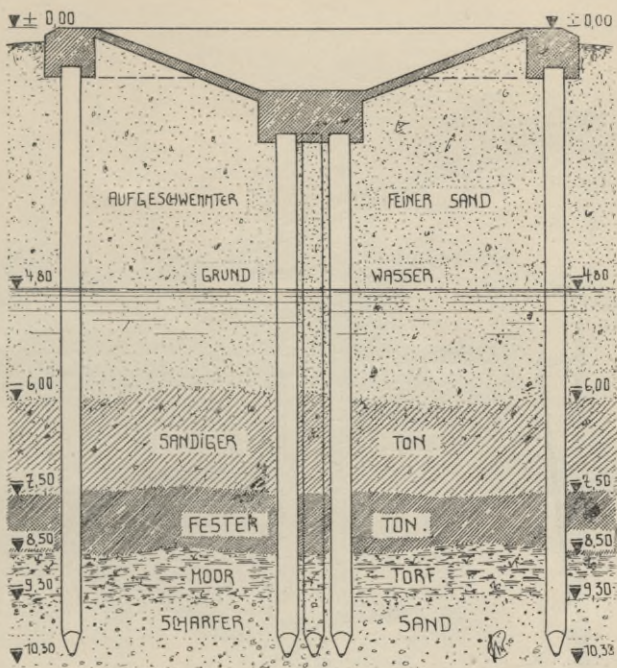 ± 0,00 ± 0,00
AUFGESCHWEMMTER FEINER SAND
GRUND WASSER
4,80 4,80
6,00 6,00
SANDIGER TON
7,50 7,50
FESTER TON.
8,50 8,50
MOOR TORF.
9,30 9,30
SCHARFER SAND
10,30 10,33